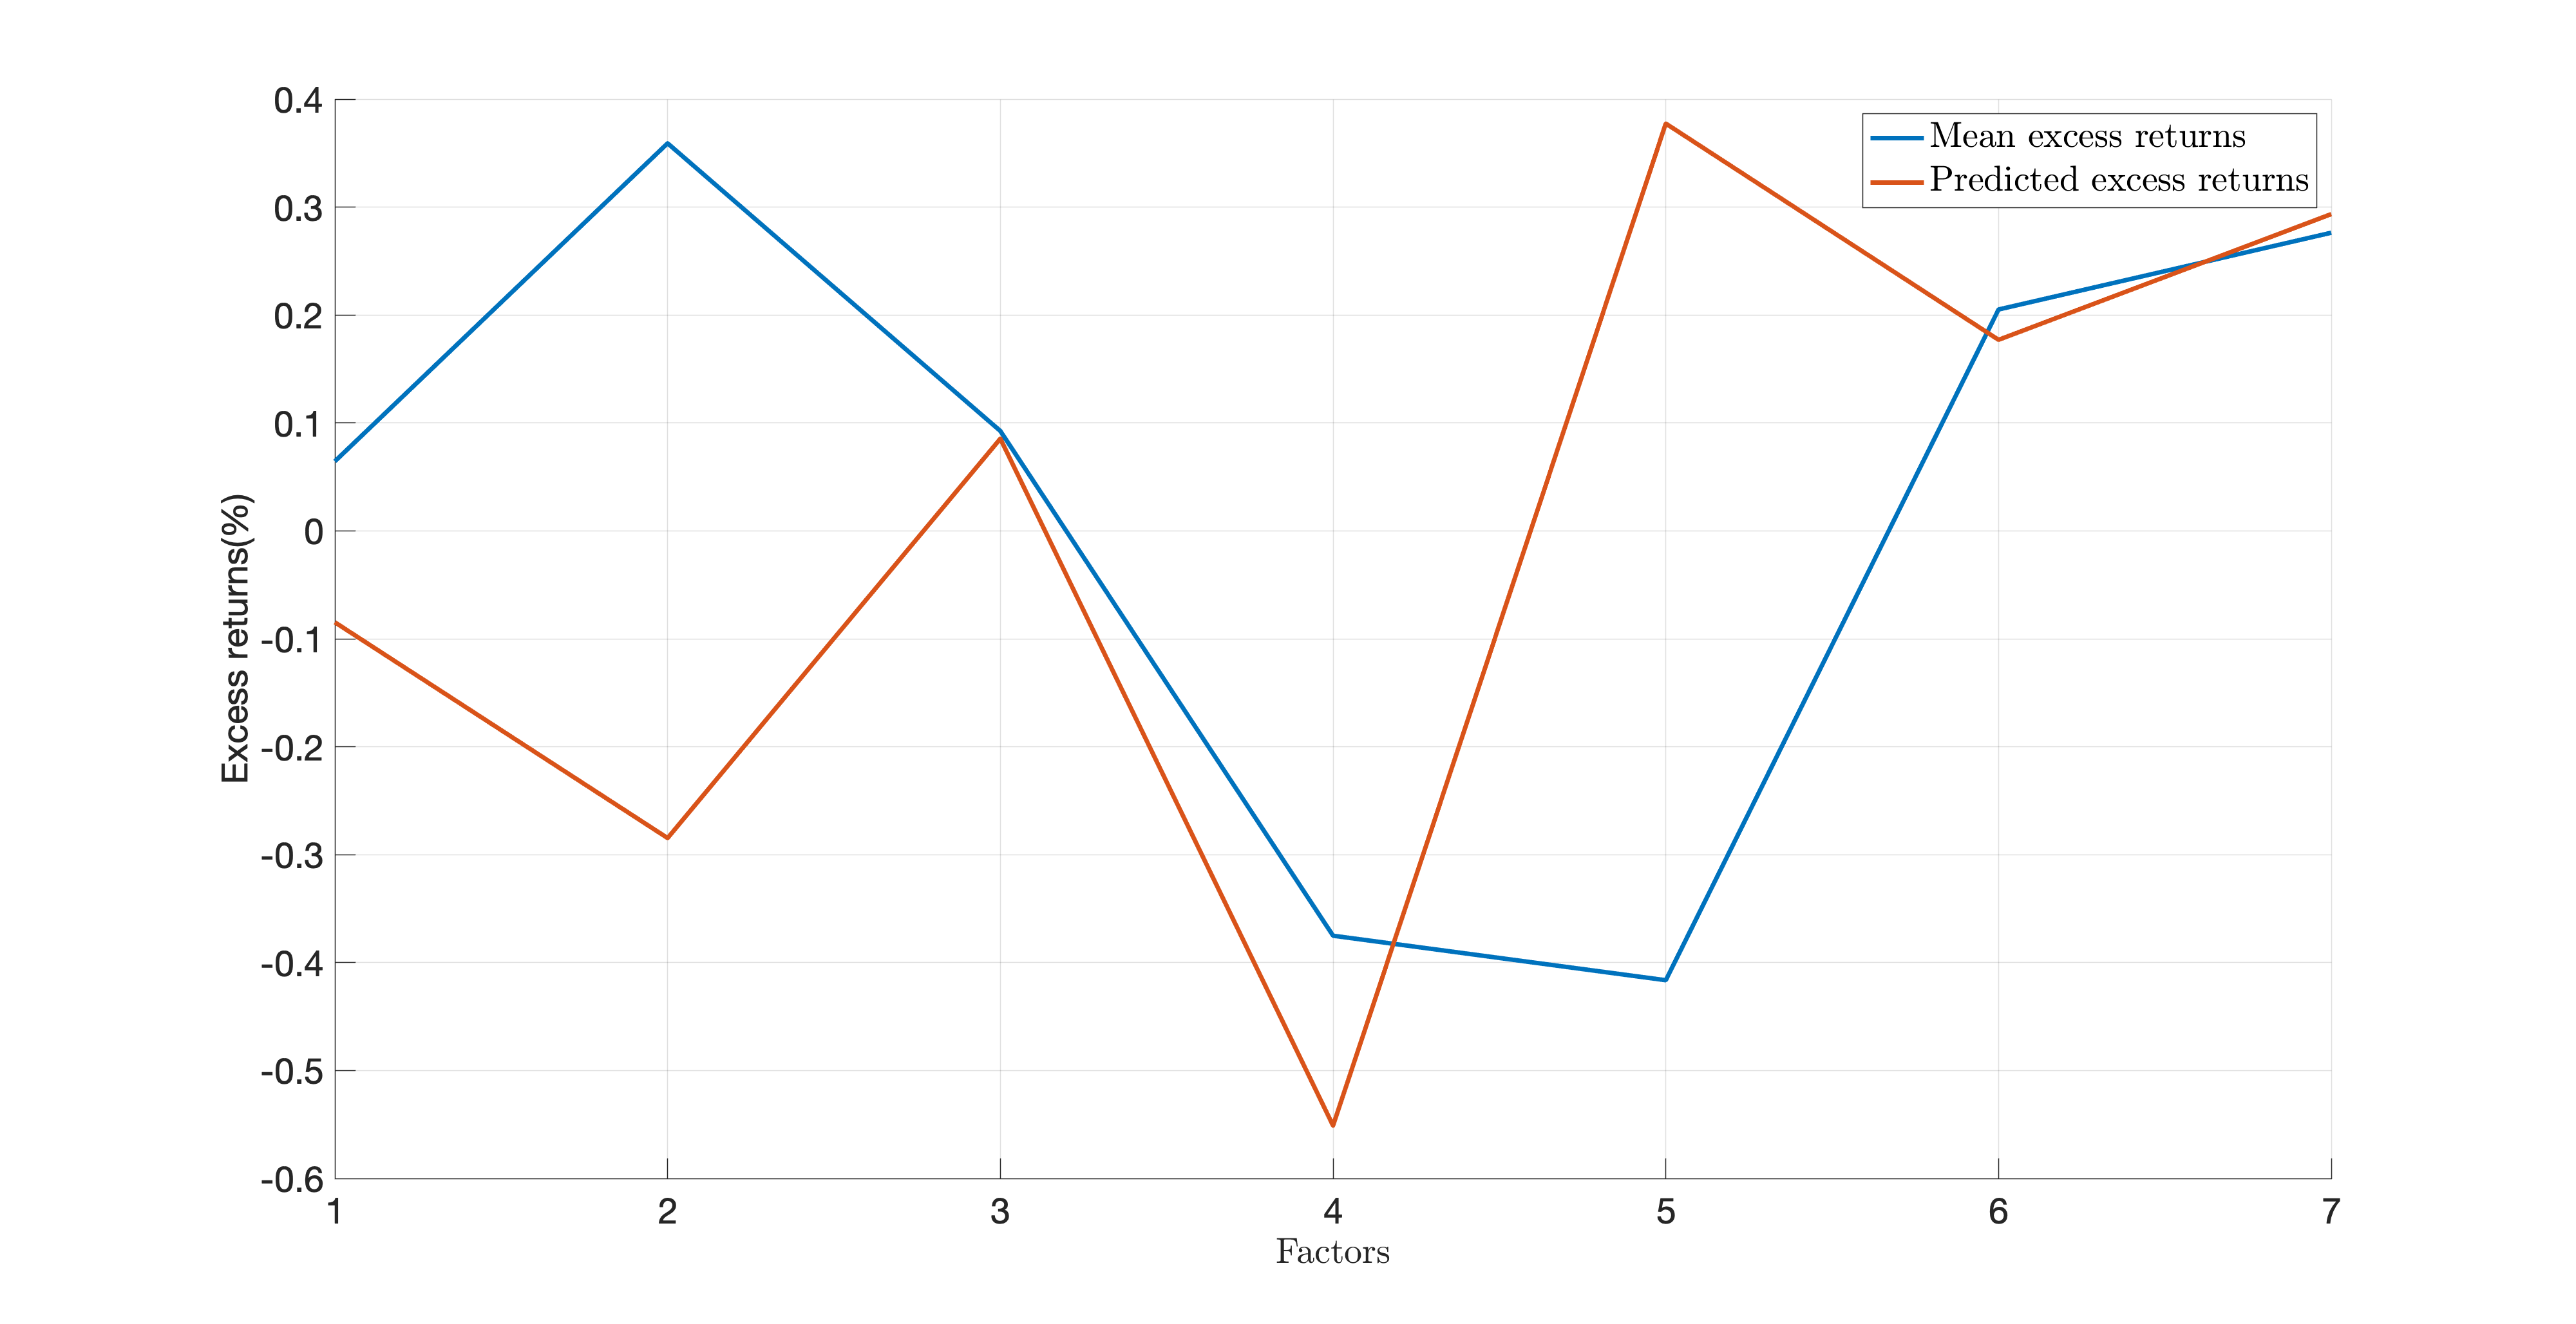 0.4
0.3
0.2
0.1
0
-0.1
-0.2
-0.3
-0.4
-0.5
-0.6
Excess returns(%)
Mean excess returns
Predicted excess returns
1 2 3 4 5 6 7
Factors